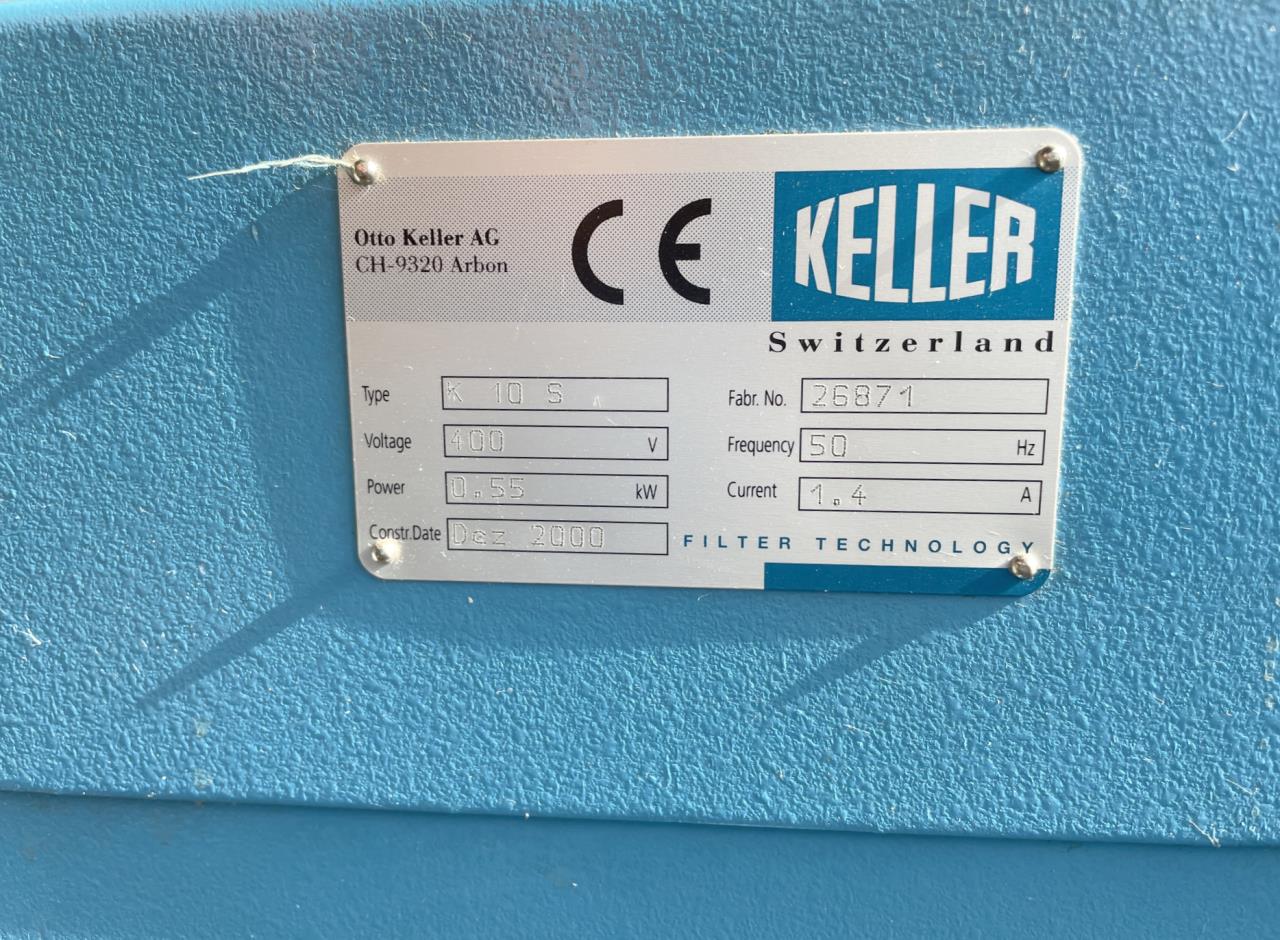 Otto Keller AG
CH-9320 Arbon
CE
KELLER
Switzerland
Type K 10 S
Fabr. No. 26871
Voltage 400 V
Frequency 50 Hz
Power 0.55 kW
Current 1.4 A
Constr.Date Dez 2000
FILTER TECHNOLOGY